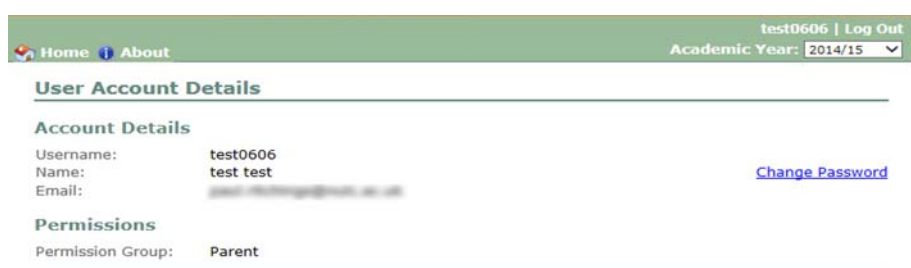 test0606 | Log Out
Home About
Academic Year: 2014/15
User Account Details
Account Details
Username: test0606
Name: test test
Change Password
Email:
Permissions
Permission Group: Parent